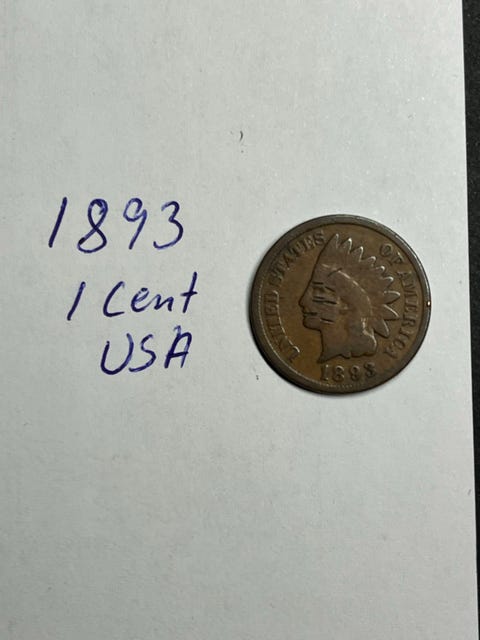 1893
1 Cent
USA
UNITED STATES OF AMERICA
1893